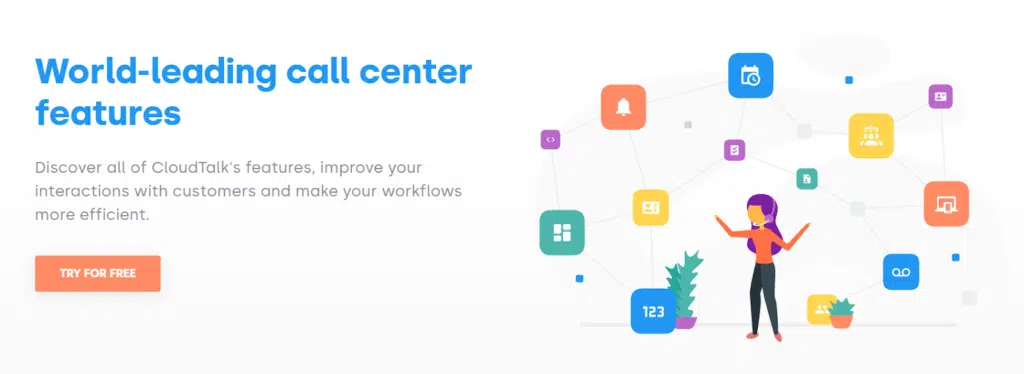 World-leading call center
features
Discover all of CloudTalk's features, improve your
interactions with customers and make your workflows
more efficient.
TRY FOR FREE
123